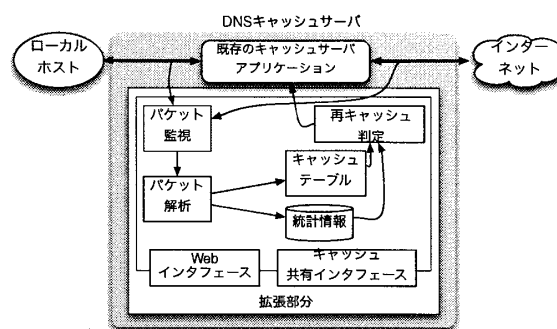 DNSキャッシュサーバ
ローカル
ホスト
既存のキャッシュサーバ
アプリケーション
インター
ネット
パケット
監視
再キャッシュ
判定
キャッシュ
テーブル
パケット
解析
統計情報
Web
インタフェース
キャッシュ
共有インタフェース
拡張部分